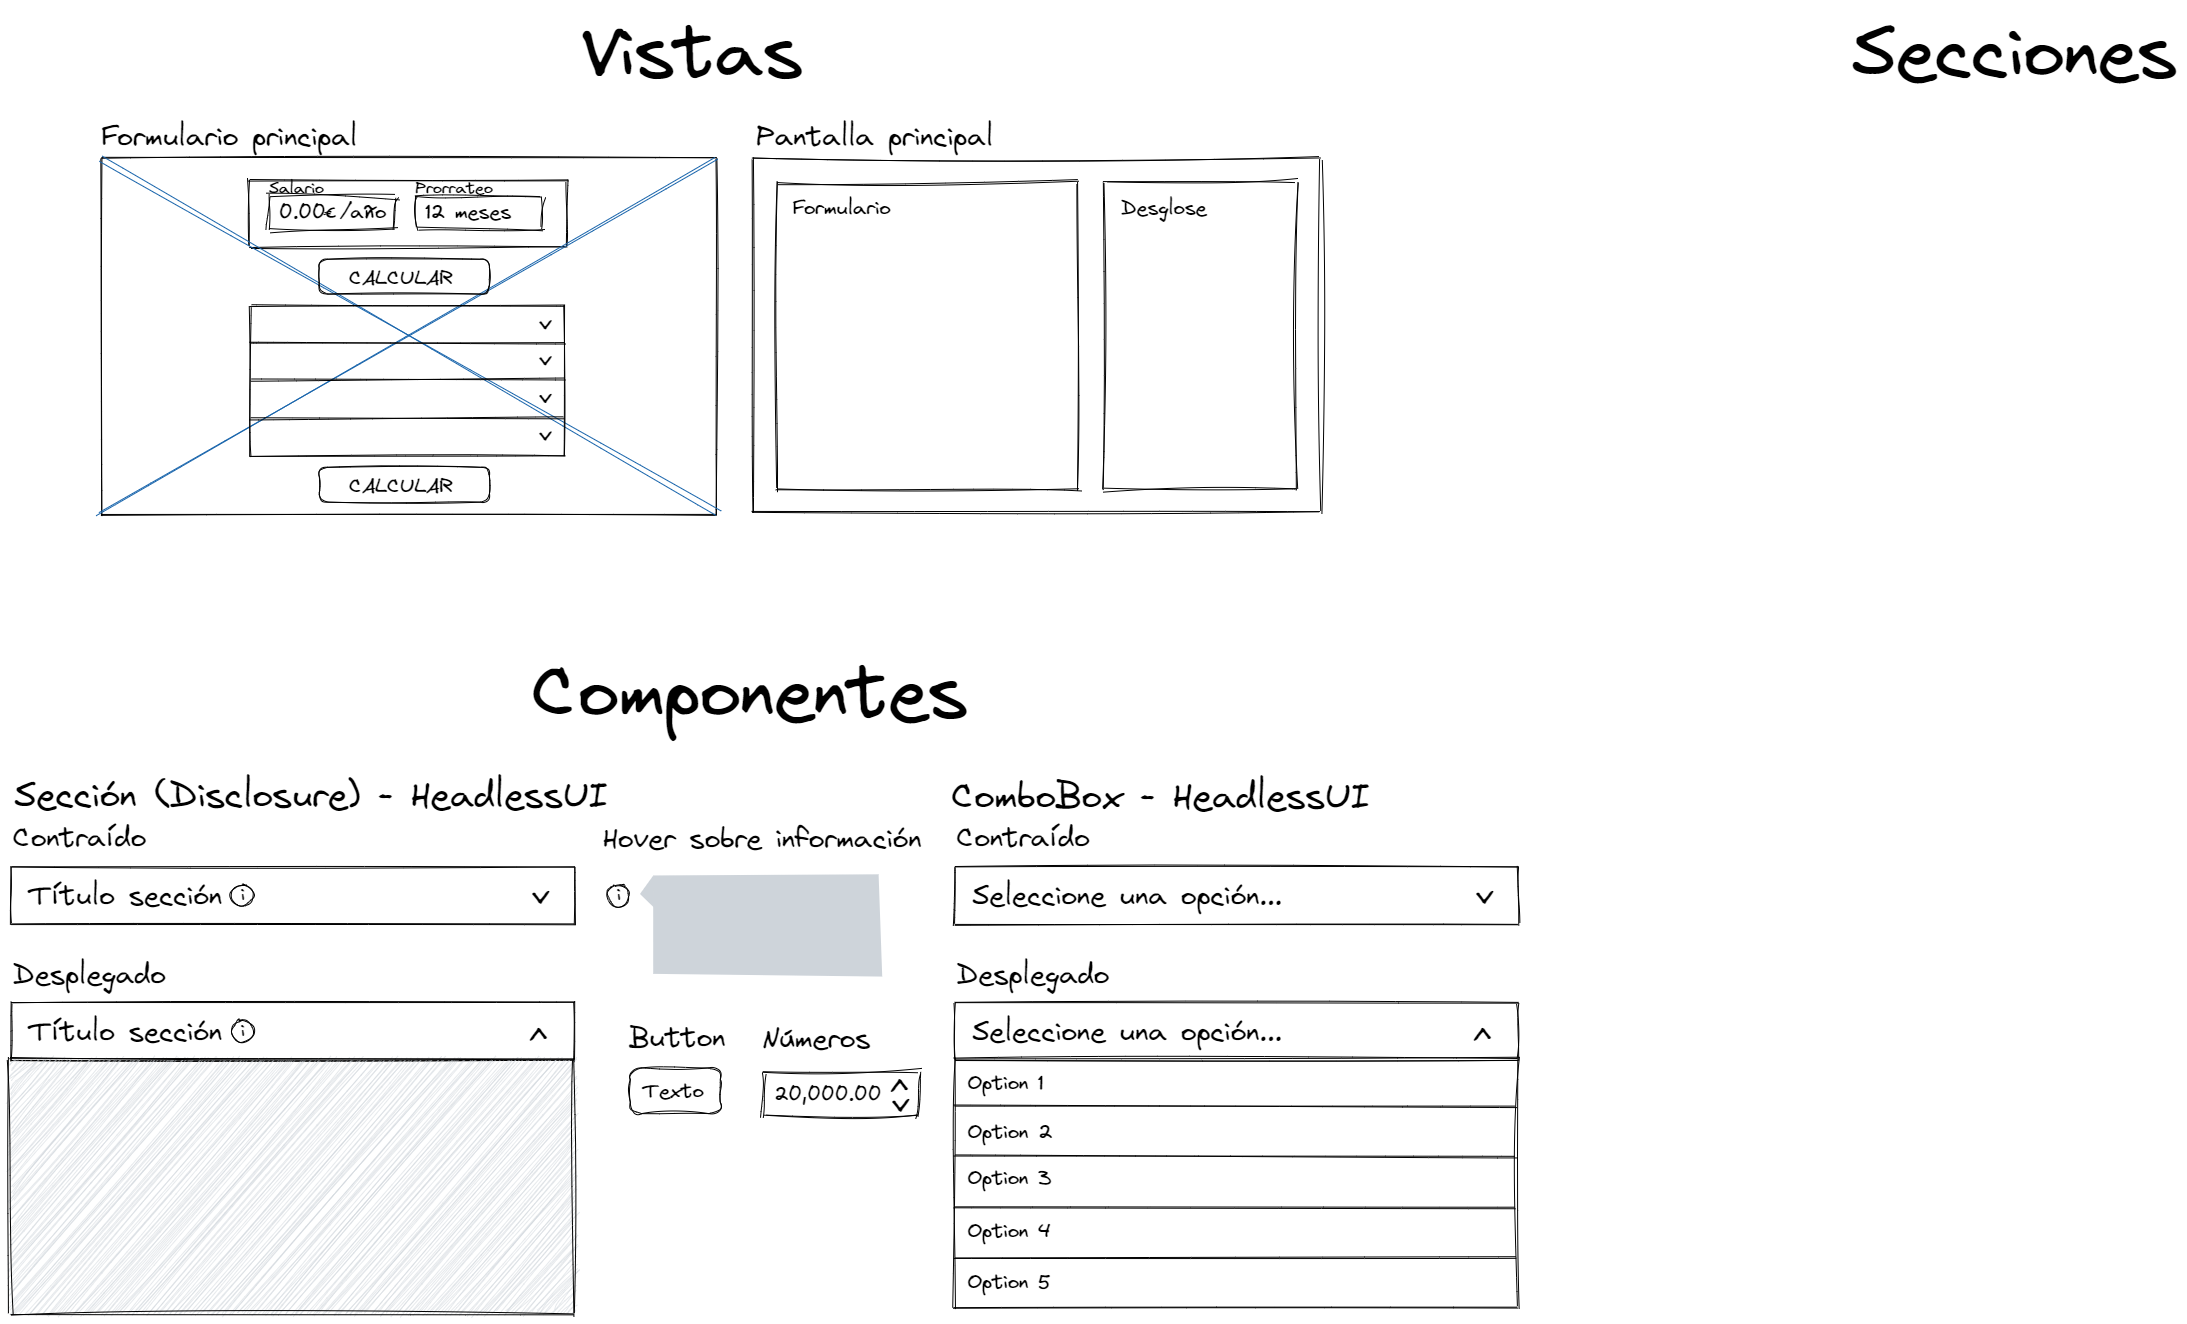 Vistas
Secciones
Formulario principal
Salario
Prorrateo
0.00€/año
12 meses
CALCULAR
CALCULAR
Pantalla principal
Formulario
Desglose
Componentes
Sección (Disclosure) - HeadlessUI
Contraído
Título sección i
Desplegado
Título sección i
Hover sobre información
i
Button
Texto
Números
20,000.00
ComboBox - HeadlessUI
Contraído
Seleccione una opción...
Desplegado
Seleccione una opción...
Option 1
Option 2
Option 3
Option 4
Option 5